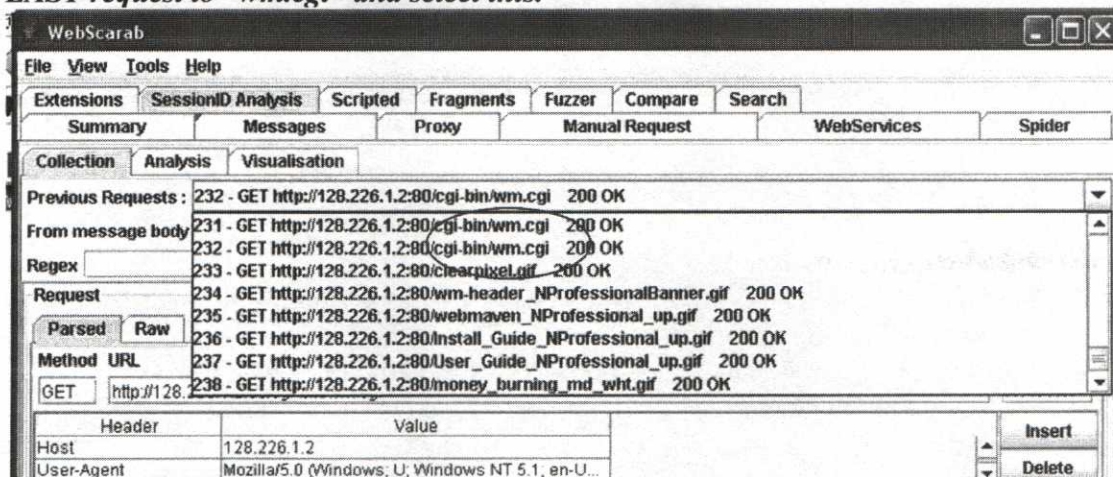 LAST request to "wm.cgi" and select this.
WebScarab
File View Tools Help
Extensions SessionID Analysis Scripted Fragments Fuzzer Compare Search
Summary Messages Proxy Manual Request WebServices Spider
Collection Analysis Visualisation
Previous Requests : 232 - GET http://128.226.1.2:80/cgi-bin/wm.cgi 200 OK
From message body 231 - GET http://128.226.1.2:80/cgi-bin/wm.cgi 200 OK
232 - GET http://128.226.1.2:80/cgi-bin/wm.cgi 200 OK
Regex 233 - GET http://128.226.1.2:80/clearpixel.gif 200 OK
Request 234 - GET http://128.226.1.2:80/wm-header_NProfessionalBanner.gif 200 OK
235 - GET http://128.226.1.2:80/webmaven_NProfessional_up.gif 200 OK
Parsed Raw 236 - GET http://128.226.1.2:80/Install_Guide_NProfessional_up.gif 200 OK
Method URL 237 - GET http://128.226.1.2:80/User_Guide_NProfessional_up.gif 200 OK
238 - GET http://128.226.1.2:80/money_burning_md_wht.gif 200 OK
GET http://128.2
Header Value Insert
Host 128.226.1.2
User-Agent Mozilla/5.0 (Windows; U; Windows NT 5.1; en-U... Delete